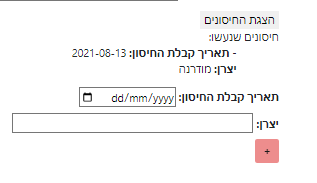 הצגת החיסונים
חיסונים שנעשו:
- תאריך קבלת החיסון: 2021-08-13
יצרן: מודרנה
תאריך קבלת החיסון: dd/mm/yyyy
יצרן:
+